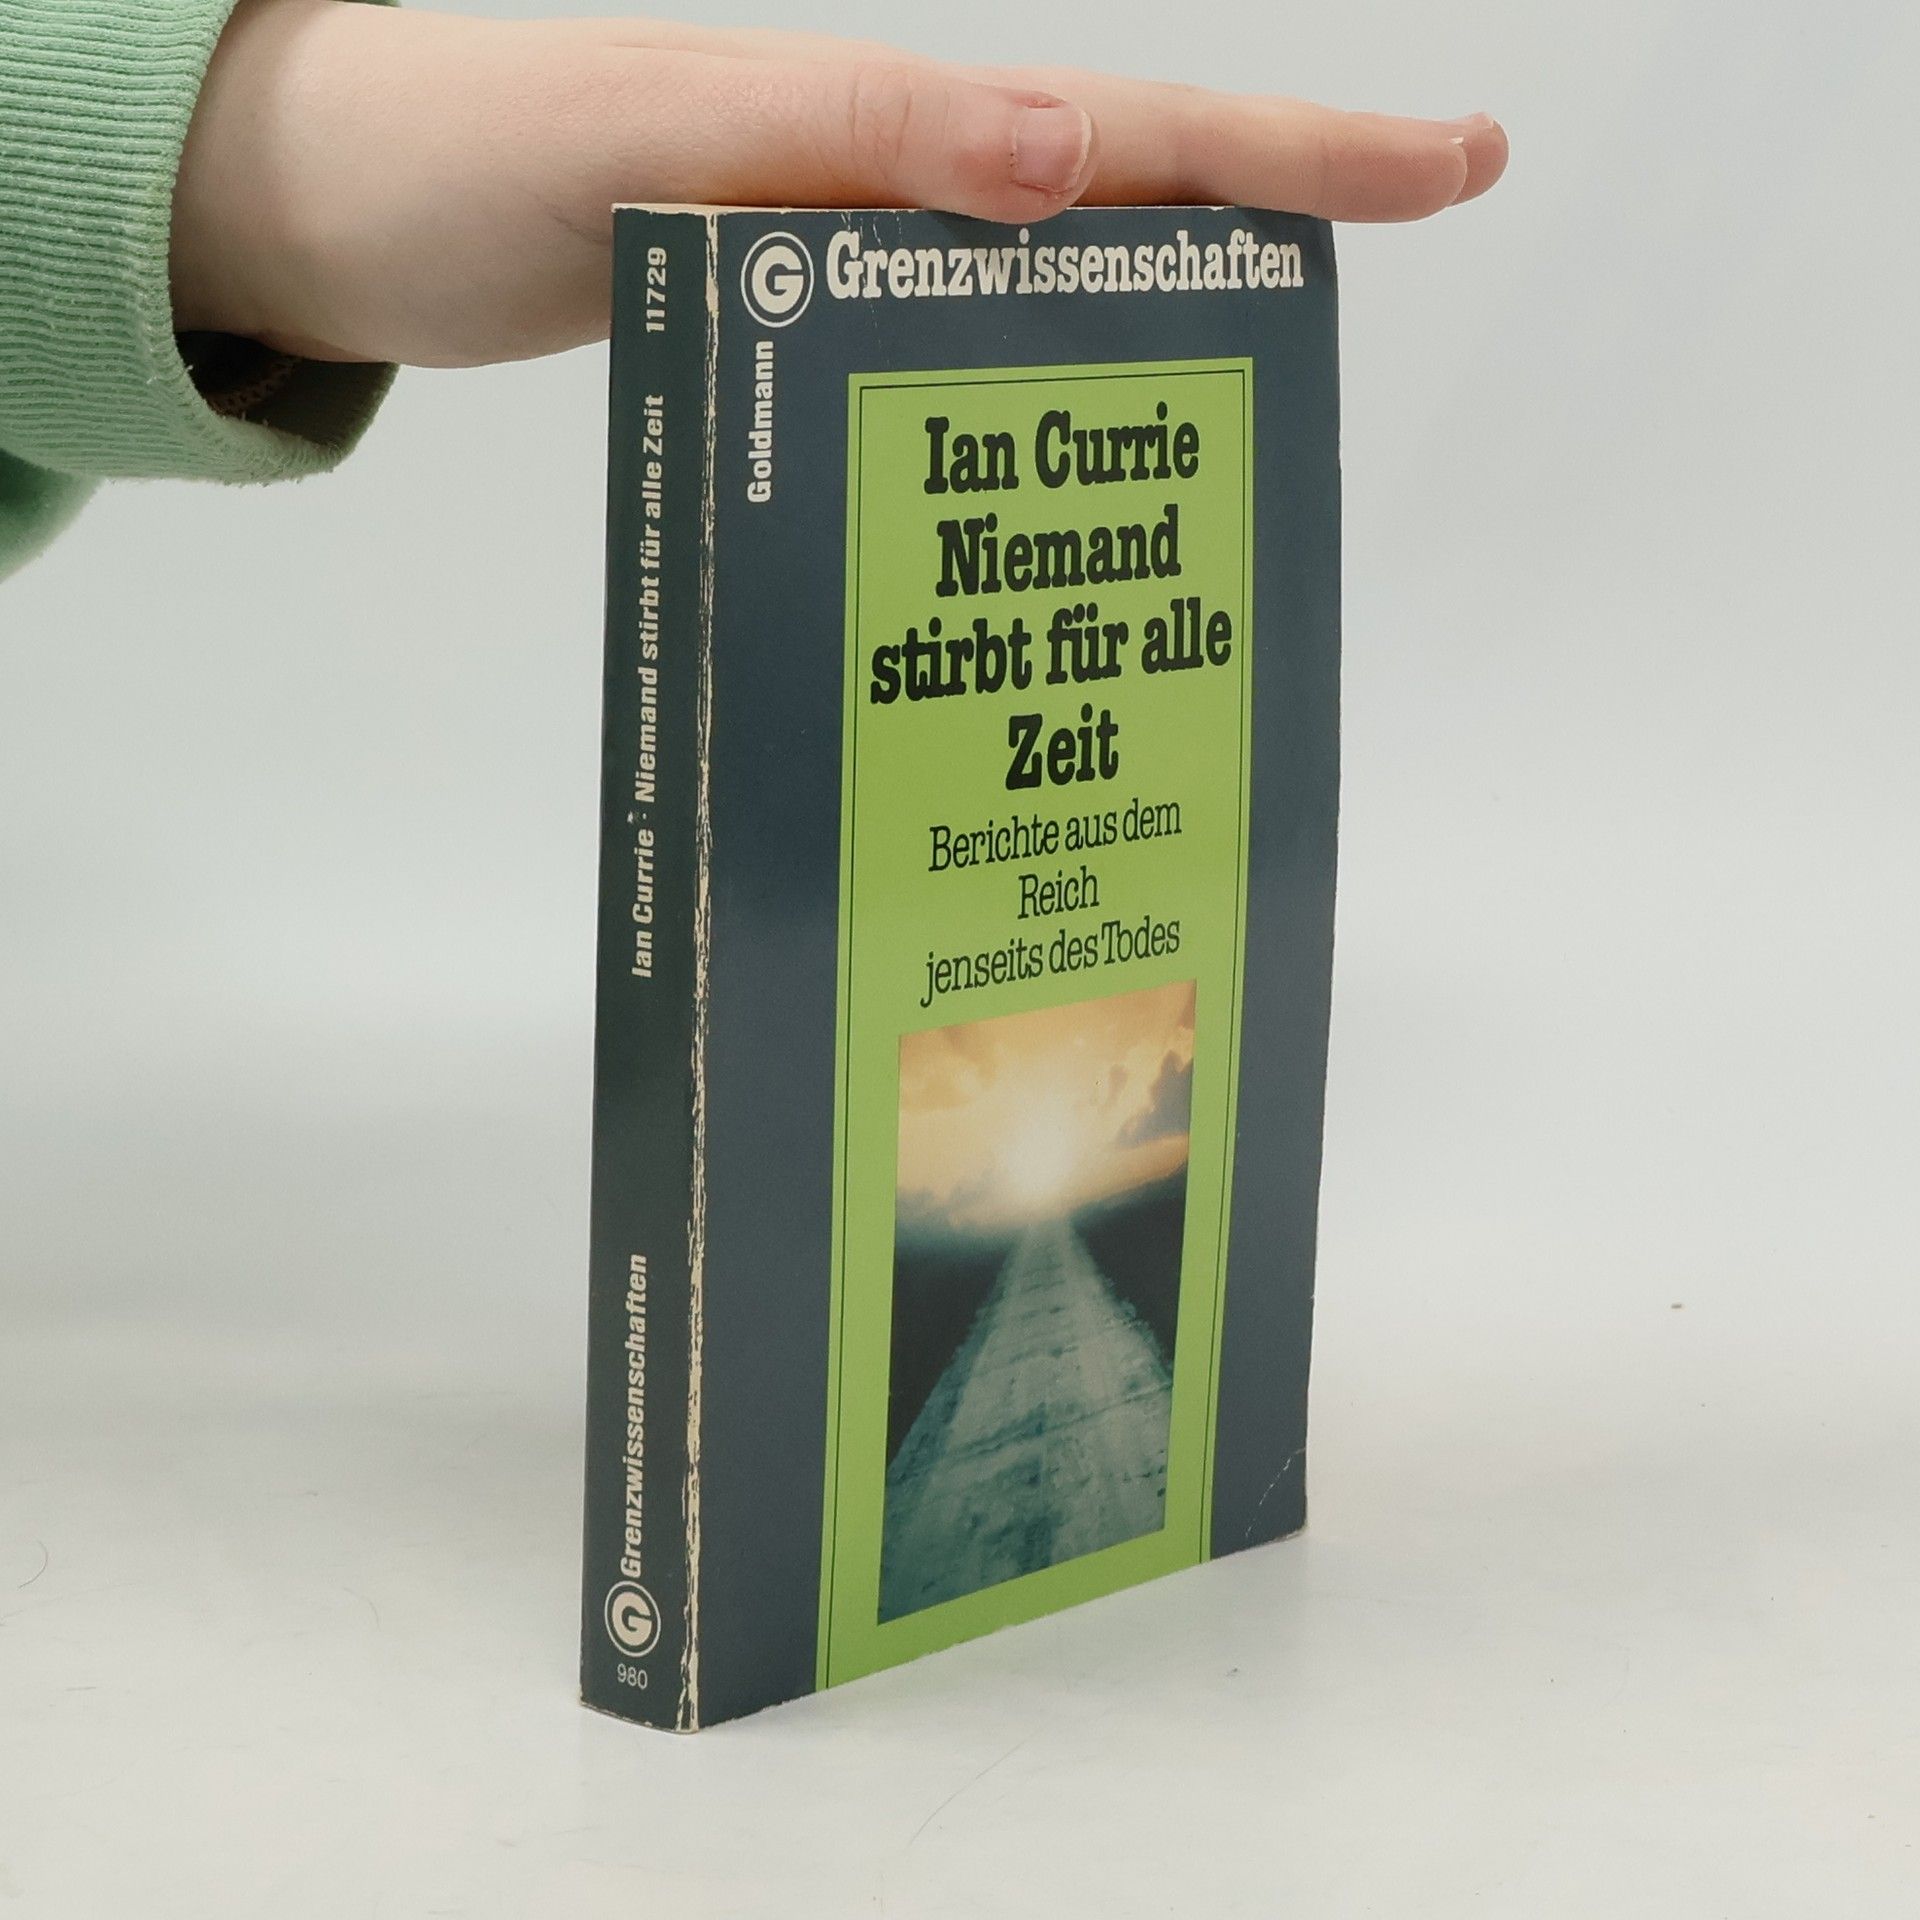 G Grenzwissenschaften
Goldmann
Ian Currie
Niemand
stirbt für alle
Zeit
Berichte aus dem
Reich
jenseits des Todes
Ian Currie · Niemand stirbt für alle Zeit 11729
G Grenzwissenschaften
980